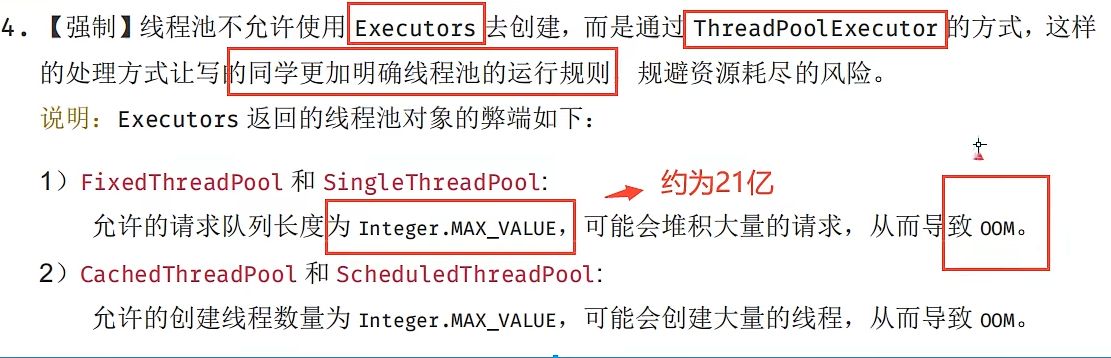 4. 【强制】线程池不允许使用 Executors 去创建，而是通过 ThreadPoolExecutor 的方式，这样
的处理方式让写的同学更加明确线程池的运行规则 规避资源耗尽的风险。
说明：Executors 返回的线程池对象的弊端如下：
1）FixedThreadPool 和 SingleThreadPool:
约为21亿
允许的请求队列长度为 Integer.MAX_VALUE，可能会堆积大量的请求，从而导致 OOM。
2）CachedThreadPool 和 ScheduledThreadPool:
允许的创建线程数量为 Integer.MAX_VALUE，可能会创建大量的线程，从而导致 OOM。